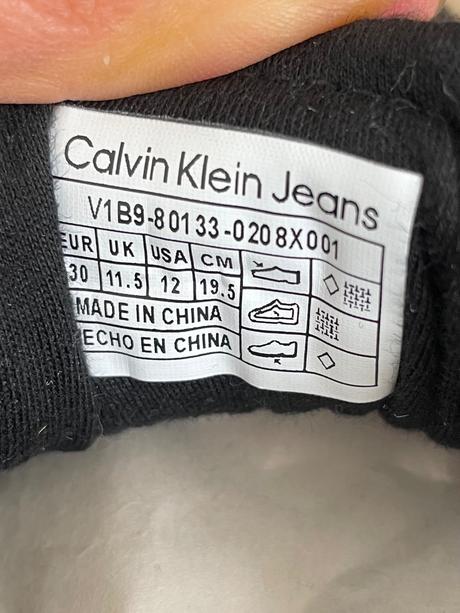 Calvin Klein Jeans
V1B9-80133-0208X001
EUR UK USA CM
30 11.5 12 19.5
MADE IN CHINA
ECHO EN CHINA